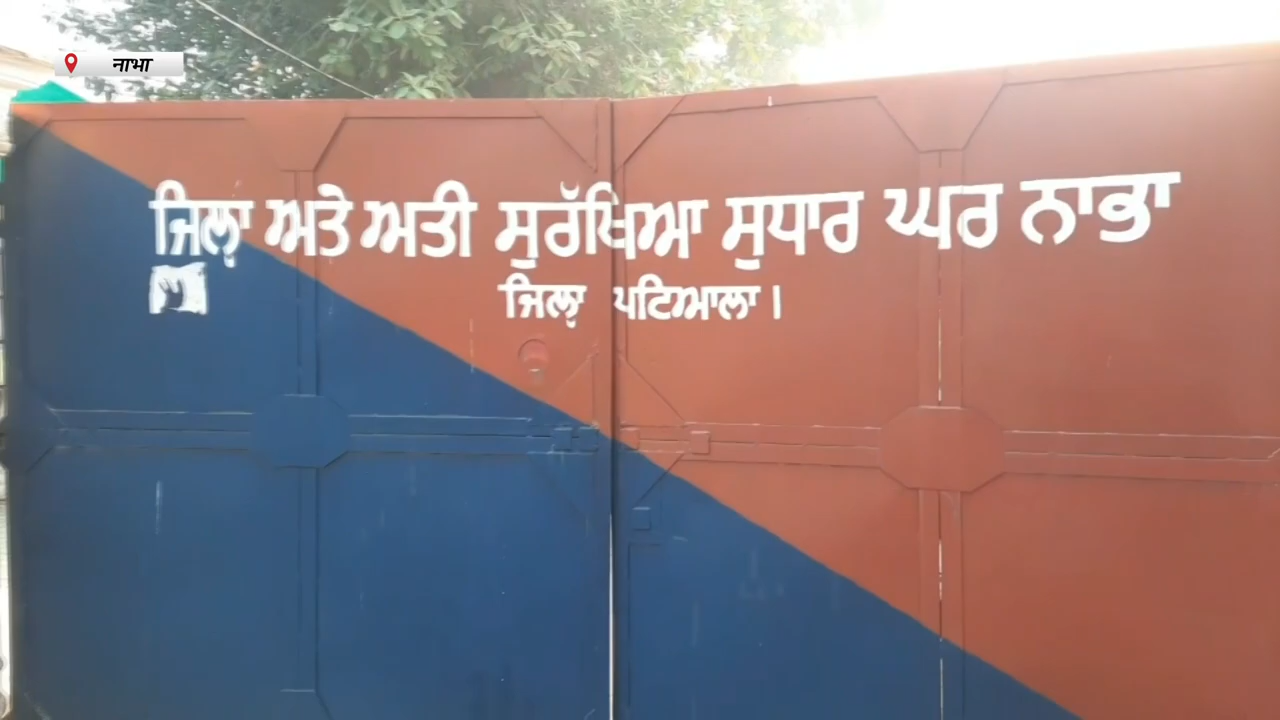 नाभा
ਜਿਲ੍ਹਾ ਅਤੇ ਅਤੀ ਸੁਰੱਖਿਆ ਸੁਧਾਰ ਘਰ ਨਾਭਾ
ਜਿਲ੍ਹਾ ਪਟਿਆਲਾ।